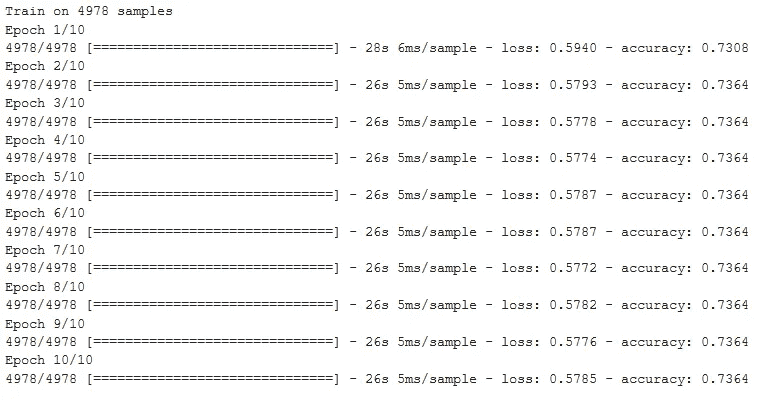 Train on 4978 samples
Epoch 1/10
4978/4978 [==============================] - 28s 6ms/sample - loss: 0.5940 - accuracy: 0.7308
Epoch 2/10
4978/4978 [==============================] - 26s 5ms/sample - loss: 0.5793 - accuracy: 0.7364
Epoch 3/10
4978/4978 [==============================] - 26s 5ms/sample - loss: 0.5778 - accuracy: 0.7364
Epoch 4/10
4978/4978 [==============================] - 26s 5ms/sample - loss: 0.5774 - accuracy: 0.7364
Epoch 5/10
4978/4978 [==============================] - 26s 5ms/sample - loss: 0.5787 - accuracy: 0.7364
Epoch 6/10
4978/4978 [==============================] - 26s 5ms/sample - loss: 0.5787 - accuracy: 0.7364
Epoch 7/10
4978/4978 [==============================] - 26s 5ms/sample - loss: 0.5772 - accuracy: 0.7364
Epoch 8/10
4978/4978 [==============================] - 26s 5ms/sample - loss: 0.5782 - accuracy: 0.7364
Epoch 9/10
4978/4978 [==============================] - 26s 5ms/sample - loss: 0.5776 - accuracy: 0.7364
Epoch 10/10
4978/4978 [==============================] - 26s 5ms/sample - loss: 0.5785 - accuracy: 0.7364